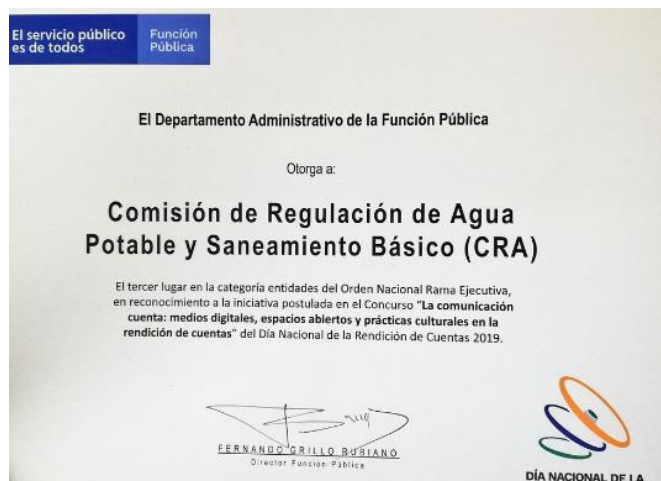 El servicio público
es de todos
Función
Pública
El Departamento Administrativo de la Función Pública
Otorga a:
Comisión de Regulación de Agua
Potable y Saneamiento Básico (CRA)
El tercer lugar en la categoría entidades del Orden Nacional Rama Ejecutiva,
en reconocimiento a la iniciativa postulada en el Concurso "La comunicación
cuenta: medios digitales, espacios abiertos y prácticas culturales en la
rendición de cuentas" del Día Nacional de la Rendición de Cuentas 2019.
FERNANDO GRILLO RUBIANO
Director Función Pública
DÍA NACIONAL DE LA